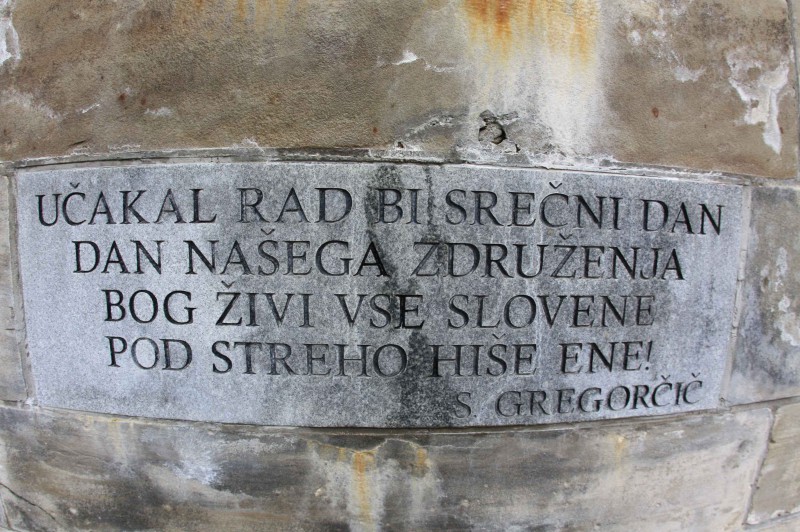 UČAKAL RAD BI SREČNI DAN
DAN NAŠEGA ZDRUŽENJA
BOG ŽIVI VSE SLOVENE
POD STREHO HIŠE ENE!
S. GREGORČIČ